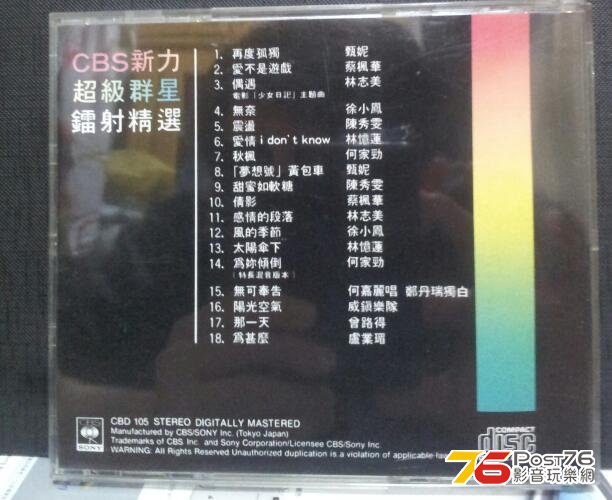 CBS新力
超級群星
鐳射精選
1. 再度孤獨 甄妮
2. 愛不是遊戲 蔡楓華
3. 偶遇 林志美
電影「少女日記」主題曲
4. 無奈 徐小鳳
5. 震盪 陳秀雯
6. 愛情 i don't know 林憶蓮
7. 秋楓 何家勁
8. 「夢想號」黃包車 甄妮
9. 甜蜜如軟糖 陳秀雯
10. 倩影 蔡楓華
11. 感情的段落 林志美
12. 風的季節 徐小鳳
13. 太陽傘下 林憶蓮
14. 爲妳傾倒 何家勁
(特長混音版本)
15. 無可奉告 何嘉麗唱 鄭丹瑞獨白
16. 陽光空氣 威鎮樂隊
17. 那一天 曾路得
18. 爲甚麼 盧業瑂
CBS
SONY
CBD 105 STEREO DIGITALLY MASTERED
Manufactured by CBS/SONY Inc. (Tokyo Japan)
Trademarks of CBS Inc. and Sony Corporation/Licensee CBS/Sony Inc.
WARNING: All Rights Reserved Unauthorized duplication is a violation of applicable
COMPACT
disc
76 Post76
影音玩樂網